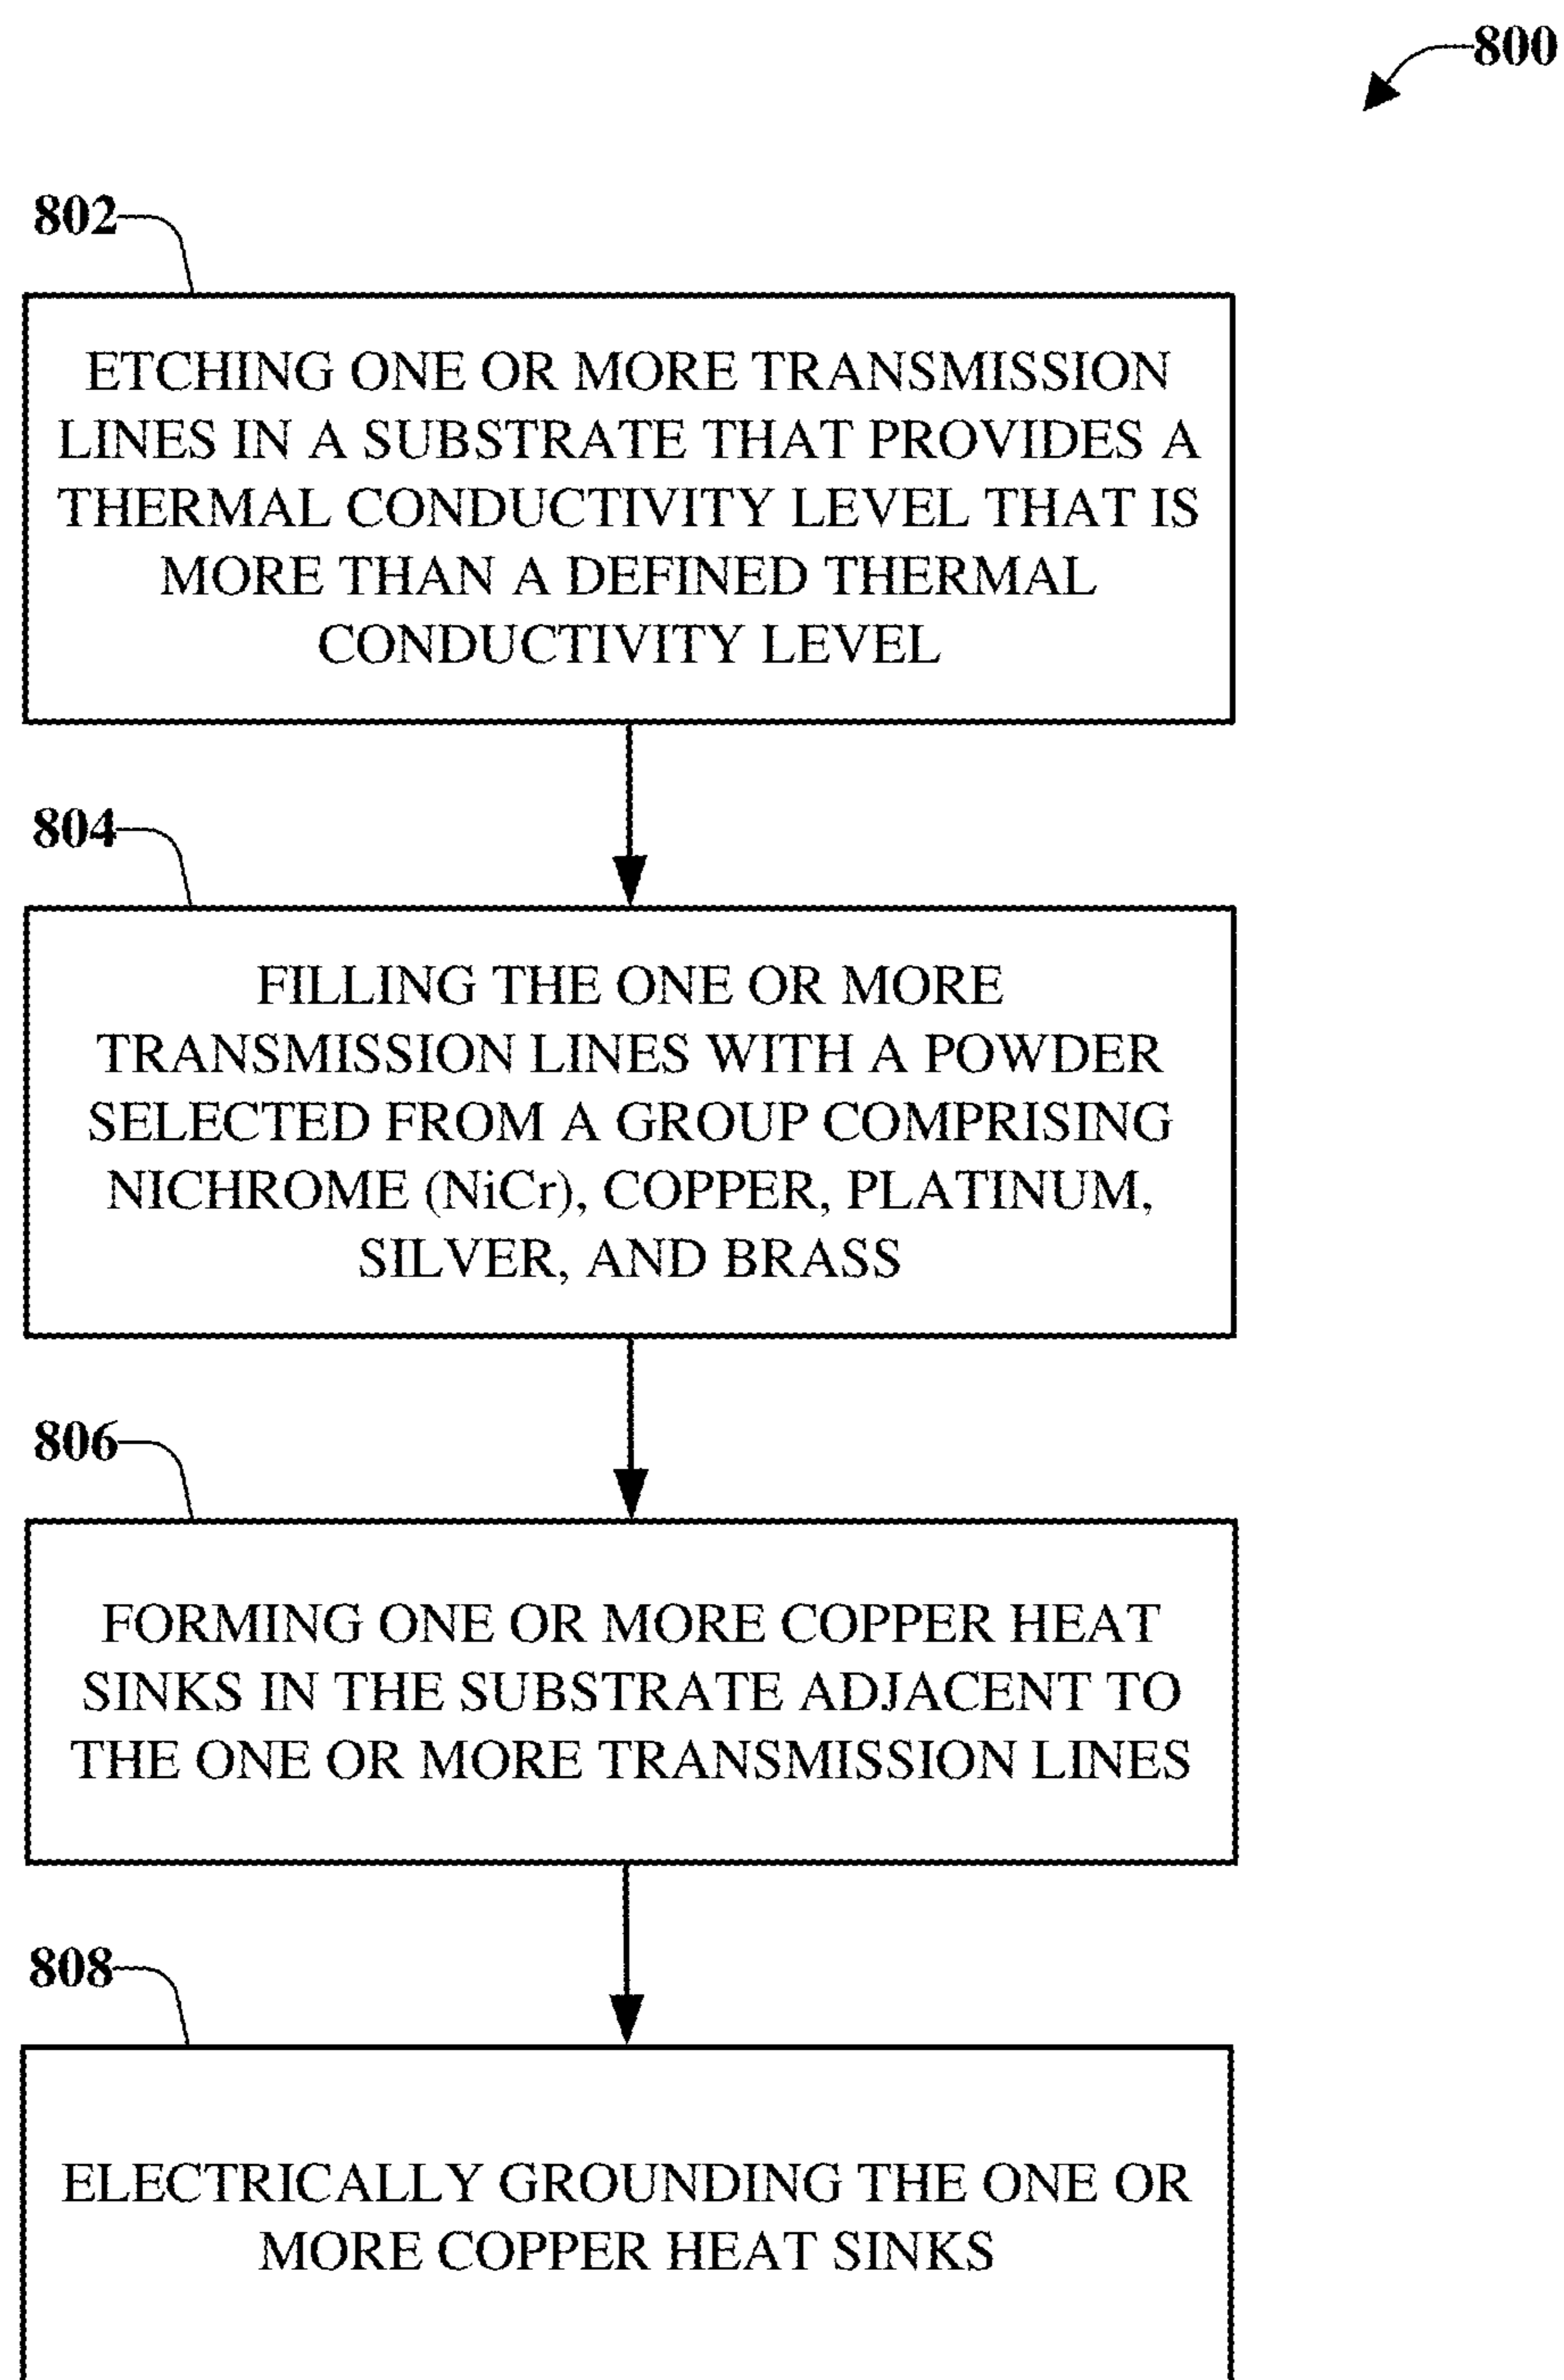 800
802
ETCHING ONE OR MORE TRANSMISSION
LINES IN A SUBSTRATE THAT PROVIDES A
THERMAL CONDUCTIVITY LEVEL THAT IS
MORE THAN A DEFINED THERMAL
CONDUCTIVITY LEVEL
804
FILLING THE ONE OR MORE
TRANSMISSION LINES WITH A POWDER
SELECTED FROM A GROUP COMPRISING
NICHROME (NiCr), COPPER, PLATINUM,
SILVER, AND BRASS
806
FORMING ONE OR MORE COPPER HEAT
SINKS IN THE SUBSTRATE ADJACENT TO
THE ONE OR MORE TRANSMISSION LINES
808
ELECTRICALLY GROUNDING THE ONE OR
MORE COPPER HEAT SINKS